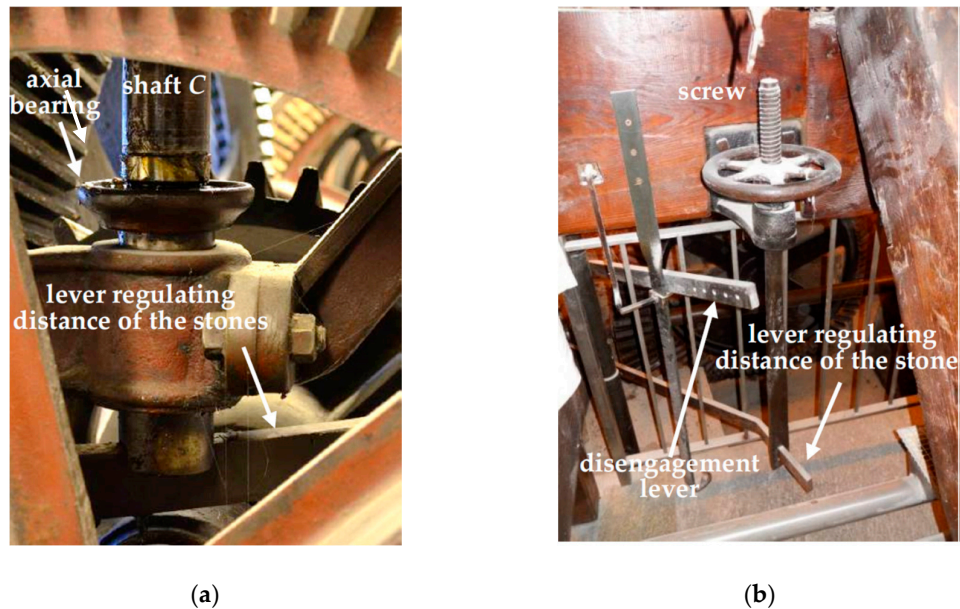 axial
bearing
shaft C
lever regulating
distance of the stones
(a)
screw
lever regulating
distance of the stone
disengagement
lever
(b)